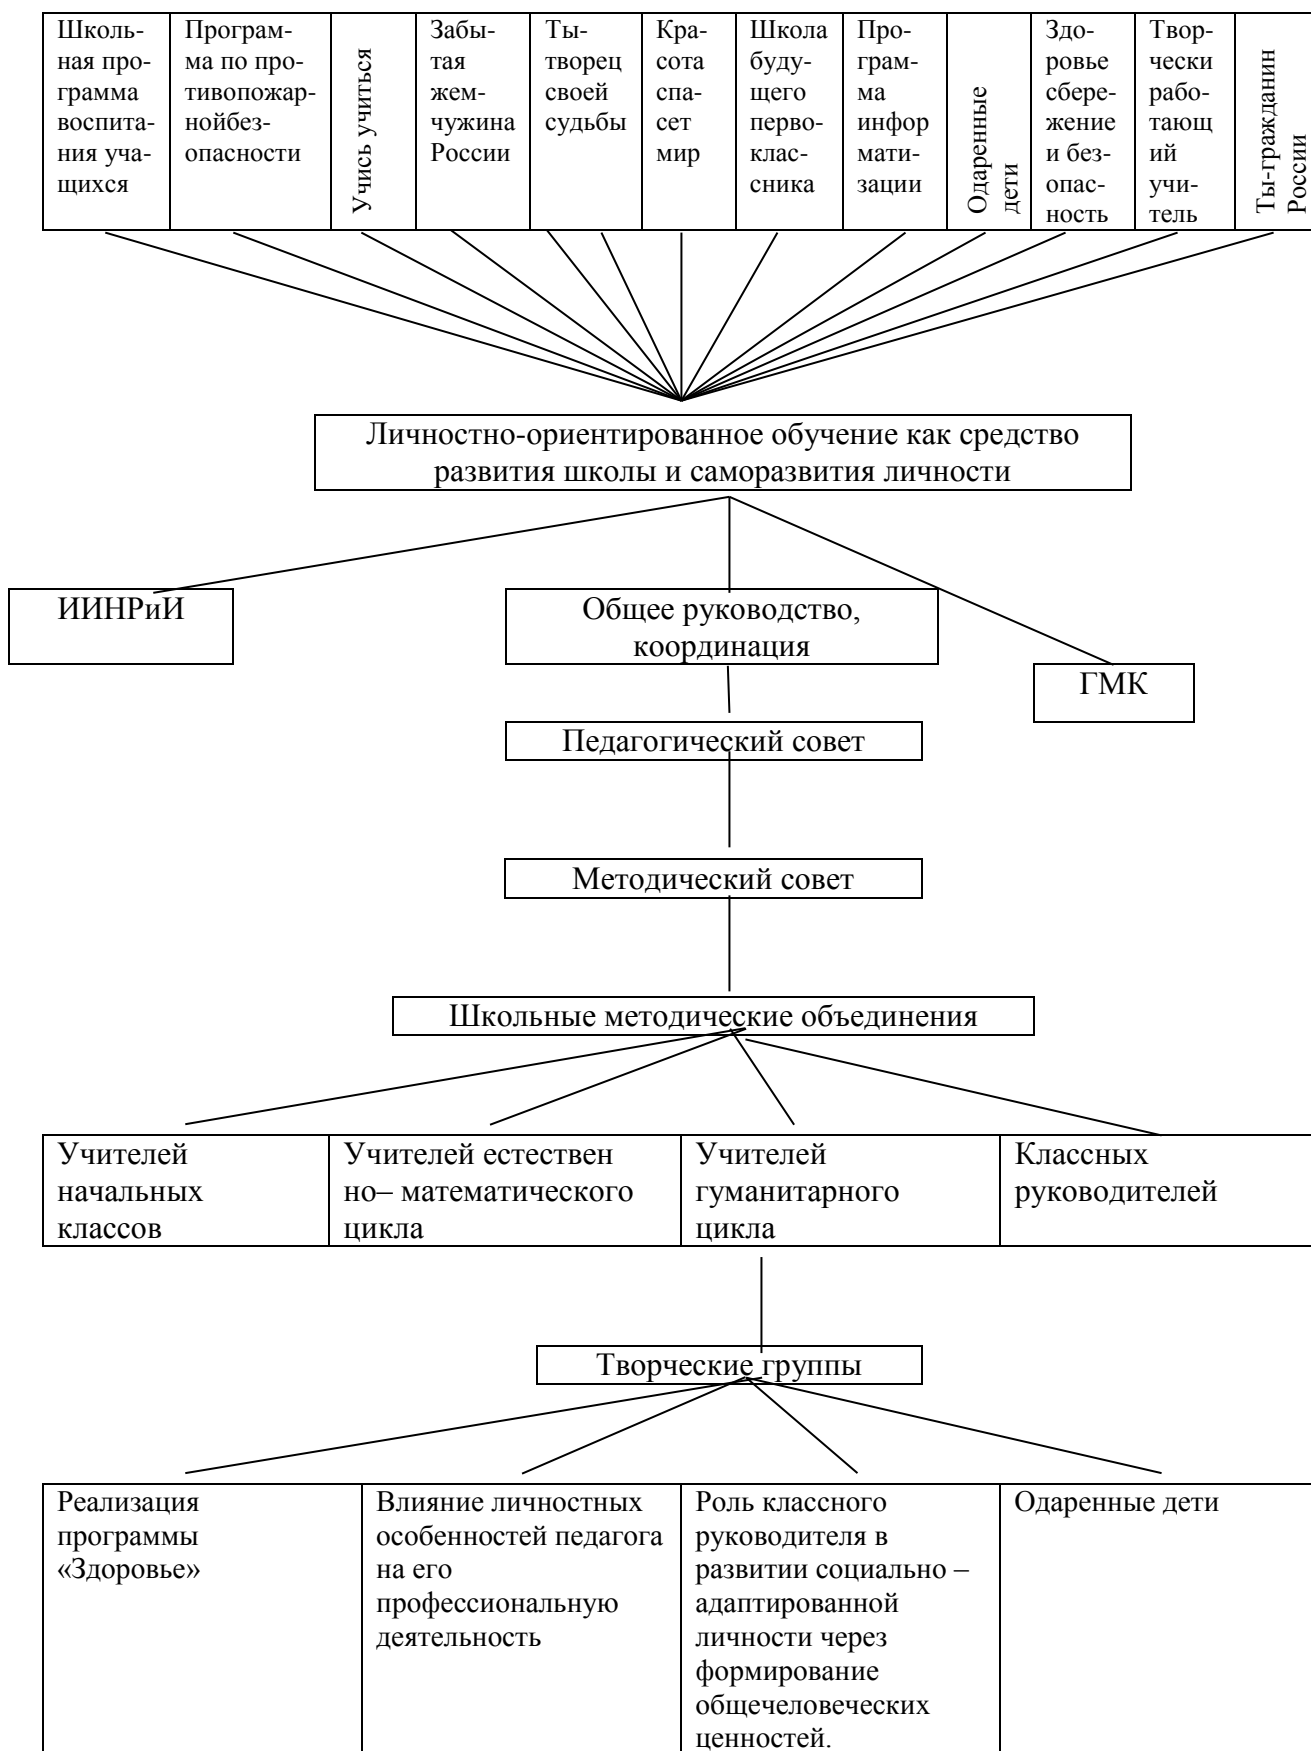 Школь-
ная про-
грамма
воспита-
ния уча-
щихся
Програм-
ма по про-
тивопожар-
нойбез-
опасности
Учись учиться
Забы-
тая
жем-
чужина
России
Ты-
творец
своей
судьбы
Кра-
сота
спа-
сет
мир
Школа
буду-
щего
перво-
клас-
сника
Про-
грам-
ма
инфор
мати-
зации
Одаренные
дети
Здо-
ровье
сбере-
жение
и без-
опас-
ность
Твор-
чески
рабо-
тающ
ий
учи-
тель
Ты-гражданин
России
Личностно-ориентированное обучение как средство
развития школы и саморазвития личности
ИИНРиИ
Общее руководство,
координация
ГМК
Педагогический совет
Методический совет
Школьные методические объединения
Учителей
начальных
классов
Учителей естествен
но– математического
цикла
Учителей
гуманитарного
цикла
Классных
руководителей
Творческие группы
Реализация
программы
«Здоровье»
Влияние личностных
особенностей педагога
на его
профессиональную
деятельность
Роль классного
руководителя в
развитии социально –
адаптированной
личности через
формирование
общечеловеческих
ценностей.
Одаренные дети